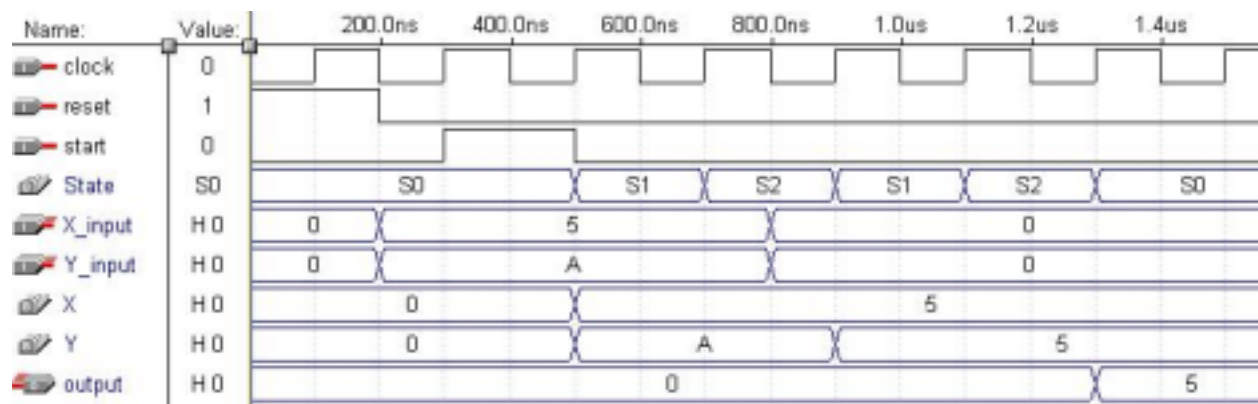 Name: Value: 200.0ns 400.0ns 600.0ns 800.0ns 1.0us 1.2us 1.4us
clock 0
reset 1
start 0
State S0 S0 S1 S2 S1 S2 S0
X_input H 0 0 5 0
Y_input H 0 0 A 0
X H 0 0 5
Y H 0 0 A 5
output H 0 0 5